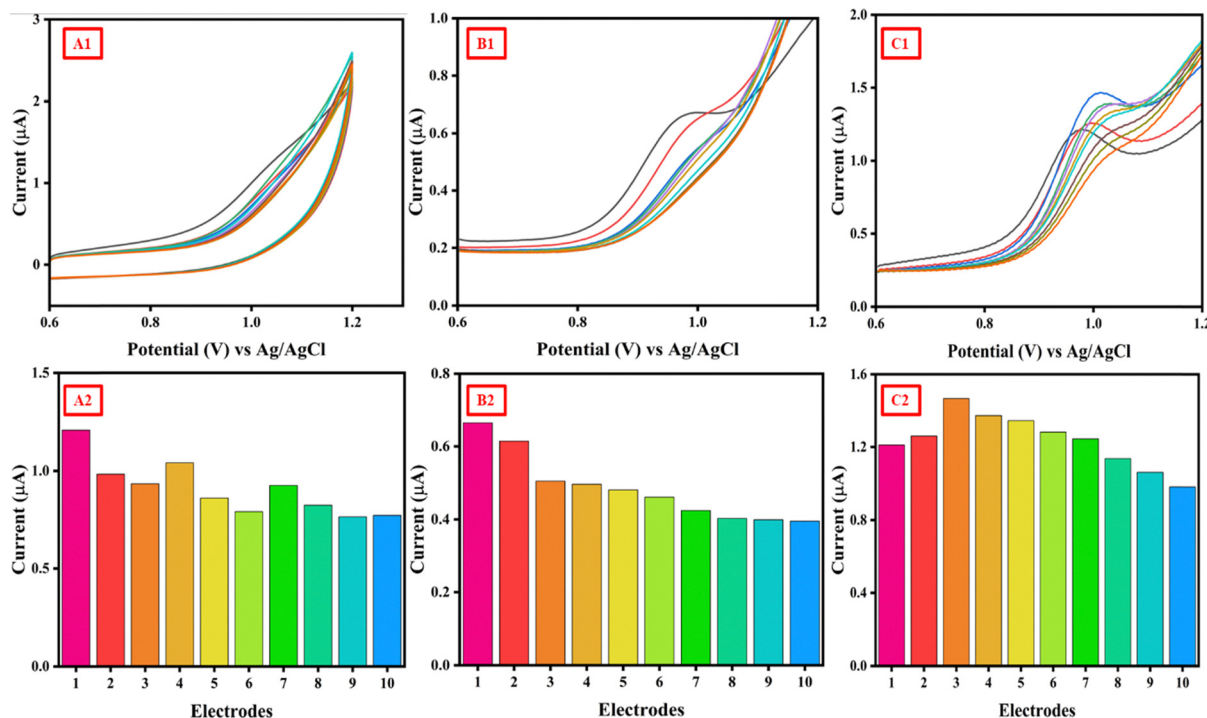 A1
Current (µA)
3
2
1
0
0.6 0.8 1.0 1.2
Potential (V) vs Ag/AgCl
B1
Current (µA)
1.0
0.8
0.6
0.4
0.2
0.0
0.6 0.8 1.0 1.2
Potential (V) vs Ag/AgCl
C1
Current (µA)
2.0
1.5
1.0
0.5
0.0
0.6 0.8 1.0 1.2
Potential (V) vs Ag/AgCl
A2
Current (µA)
1.5
1.0
0.5
0.0
1 2 3 4 5 6 7 8 9 10
Electrodes
B2
Current (µA)
0.8
0.6
0.4
0.2
0.0
1 2 3 4 5 6 7 8 9 10
Electrodes
C2
Current (µA)
1.6
1.2
0.8
0.4
0.0
1 2 3 4 5 6 7 8 9 10
Electrodes